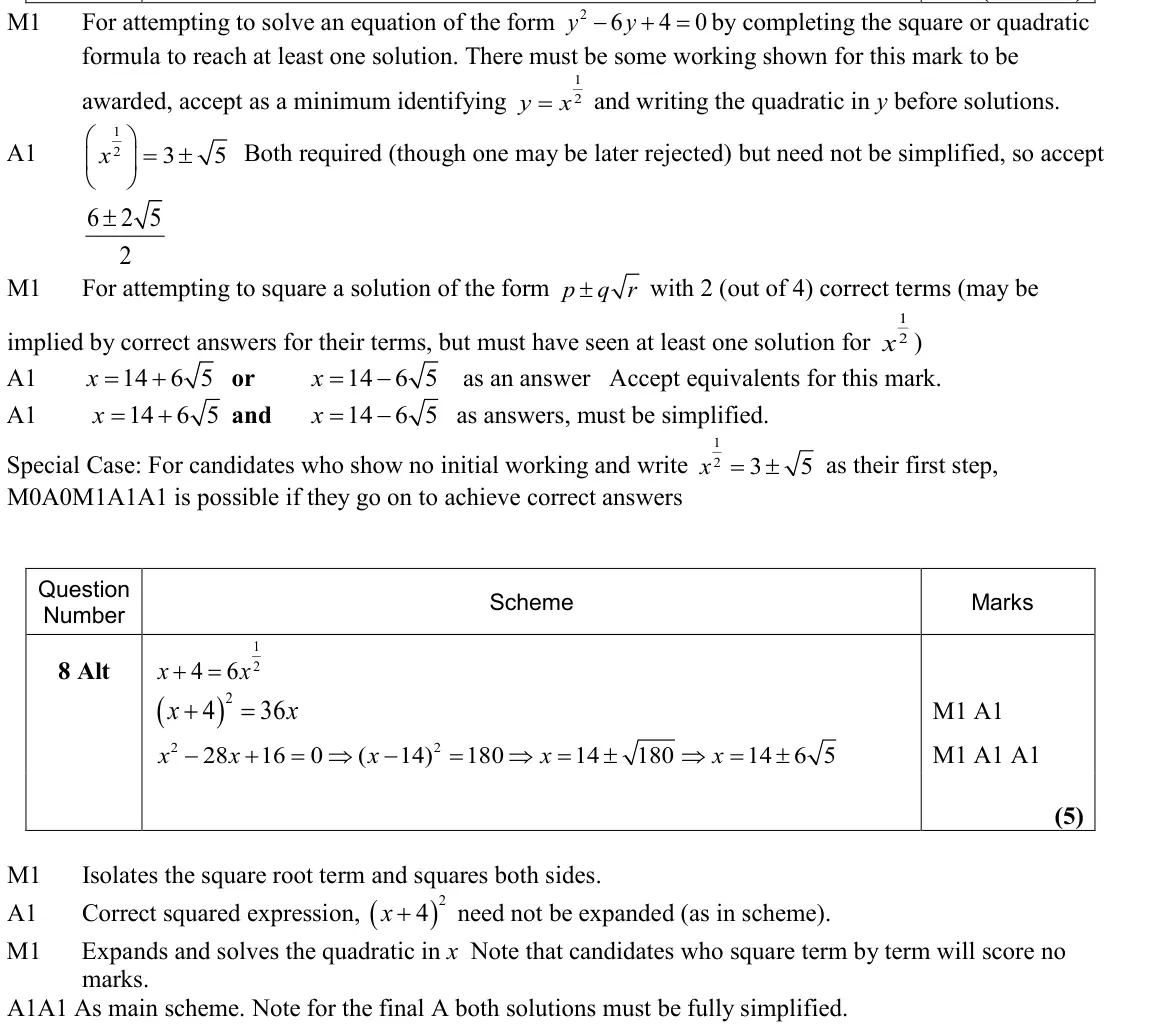 M1 For attempting to solve an equation of the form y² − 6y + 4 = 0 by completing the square or quadratic
formula to reach at least one solution. There must be some working shown for this mark to be
awarded, accept as a minimum identifying y = x^(1/2) and writing the quadratic in y before solutions.
A1 (x^(1/2)) = 3 ± √5 Both required (though one may be later rejected) but need not be simplified, so accept
(6 ± 2√5)/2
M1 For attempting to square a solution of the form p ± q√r with 2 (out of 4) correct terms (may be
implied by correct answers for their terms, but must have seen at least one solution for x^(1/2))
A1 x = 14 + 6√5 or x = 14 − 6√5 as an answer Accept equivalents for this mark.
A1 x = 14 + 6√5 and x = 14 − 6√5 as answers, must be simplified.
Special Case: For candidates who show no initial working and write x^(1/2) = 3 ± √5 as their first step,
M0A0M1A1A1 is possible if they go on to achieve correct answers
Question Number Scheme Marks
8 Alt x + 4 = 6x^(1/2)
(x + 4)² = 36x M1 A1
x² − 28x + 16 = 0 ⇒ (x − 14)² = 180 ⇒ x = 14 ± √180 ⇒ x = 14 ± 6√5 M1 A1 A1
(5)
M1 Isolates the square root term and squares both sides.
A1 Correct squared expression, (x + 4)² need not be expanded (as in scheme).
M1 Expands and solves the quadratic in x Note that candidates who square term by term will score no
marks.
A1A1 As main scheme. Note for the final A both solutions must be fully simplified.